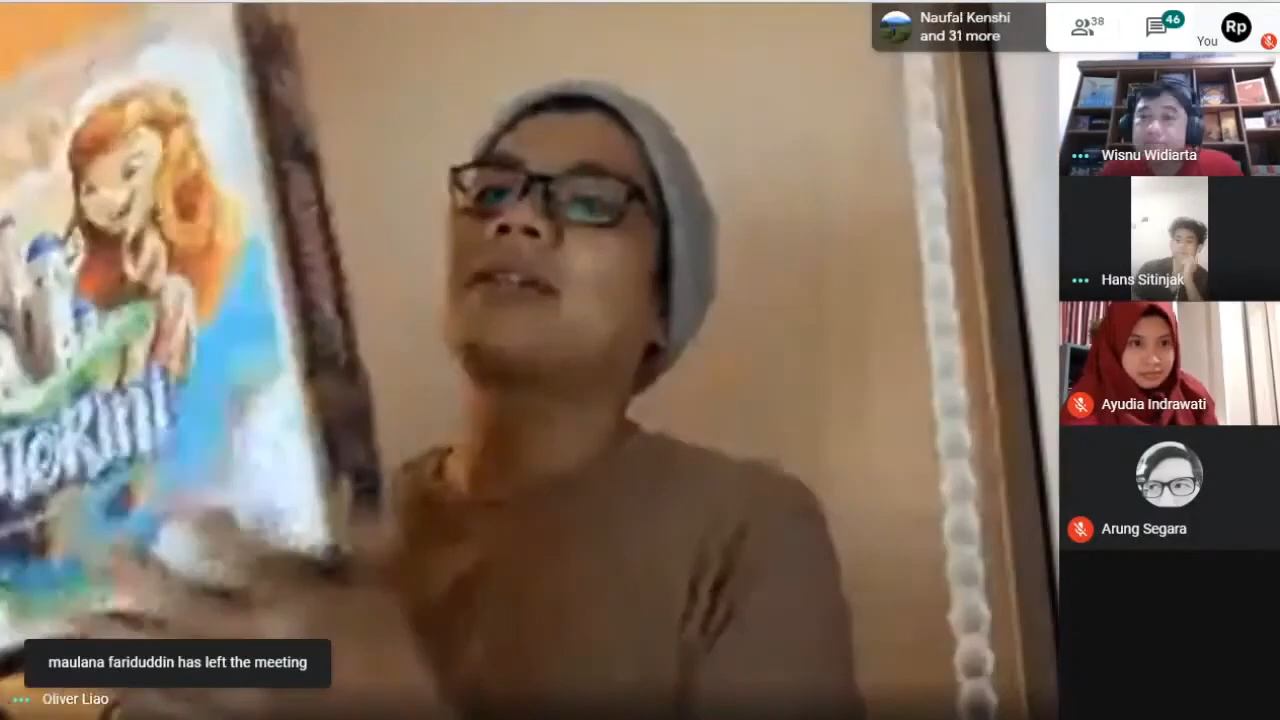 Naufal Kenshi
and 31 more
38
46
You
Rp
Wisnu Widiarta
Hans Sitinjak
Ayudia Indrawati
Arung Segara
maulana fariduddin has left the meeting
Oliver Liao